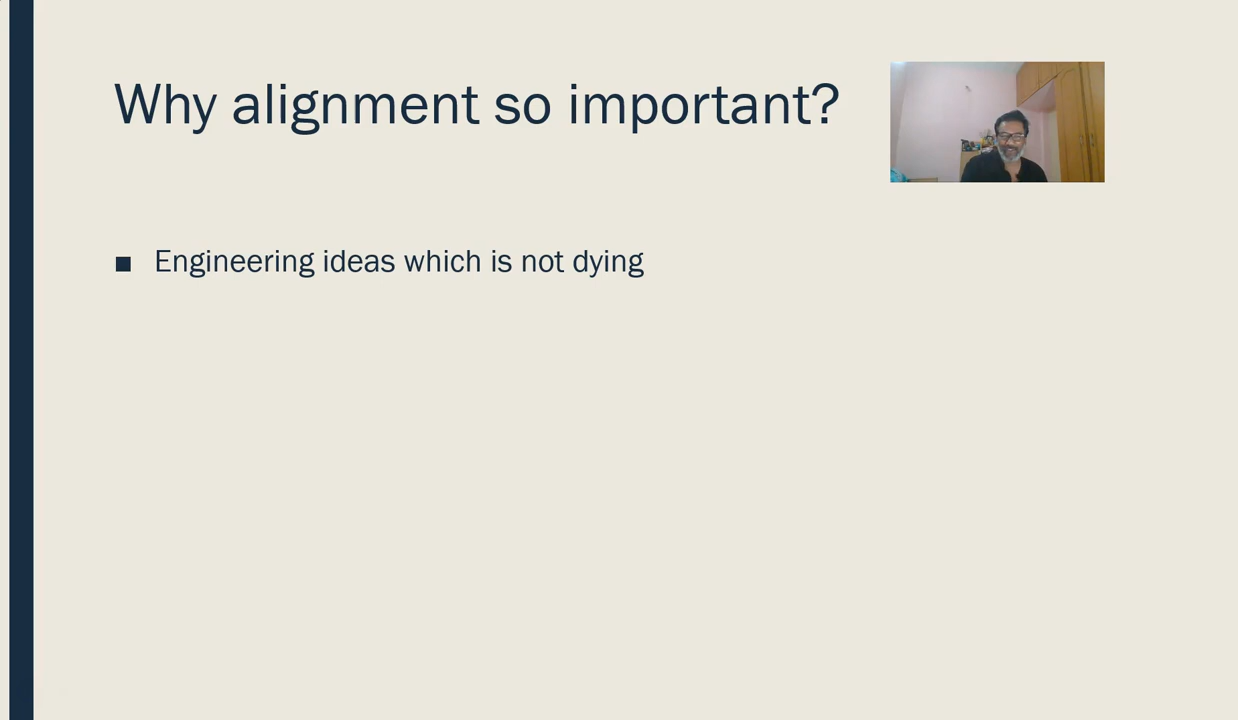 Why alignment so important?
■ Engineering ideas which is not dying